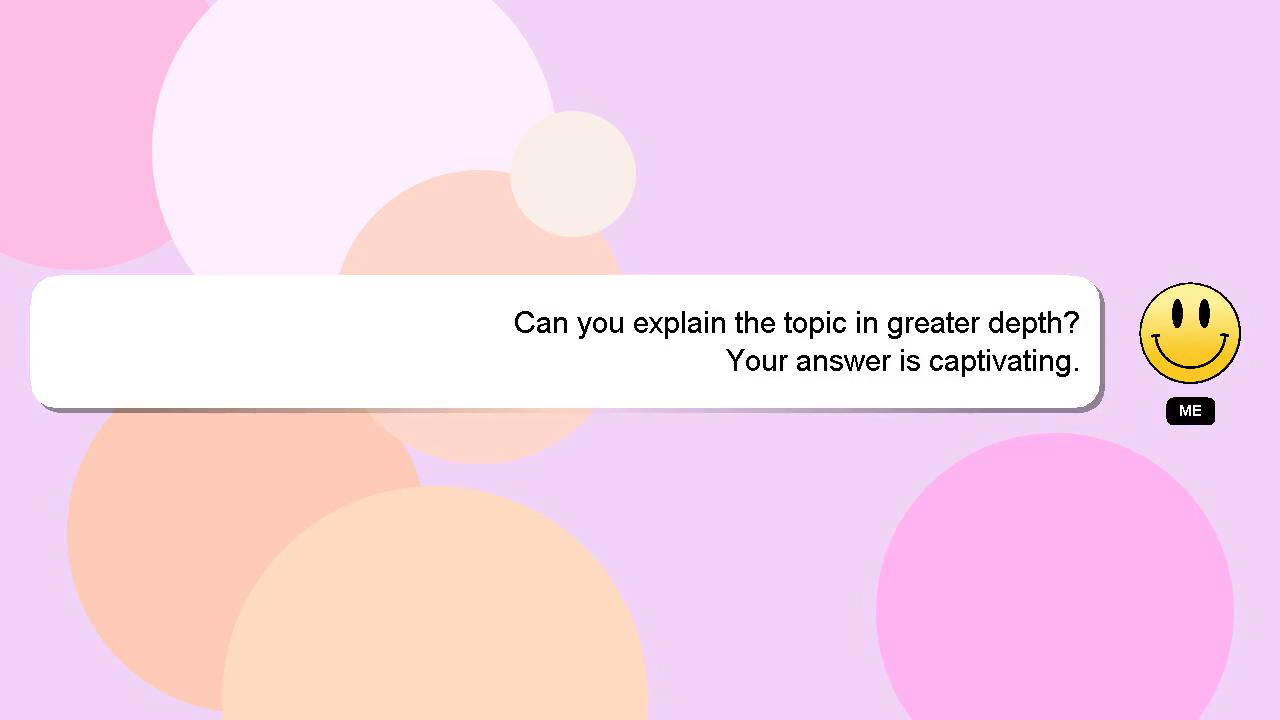 Can you explain the topic in greater depth?
Your answer is captivating.
ME